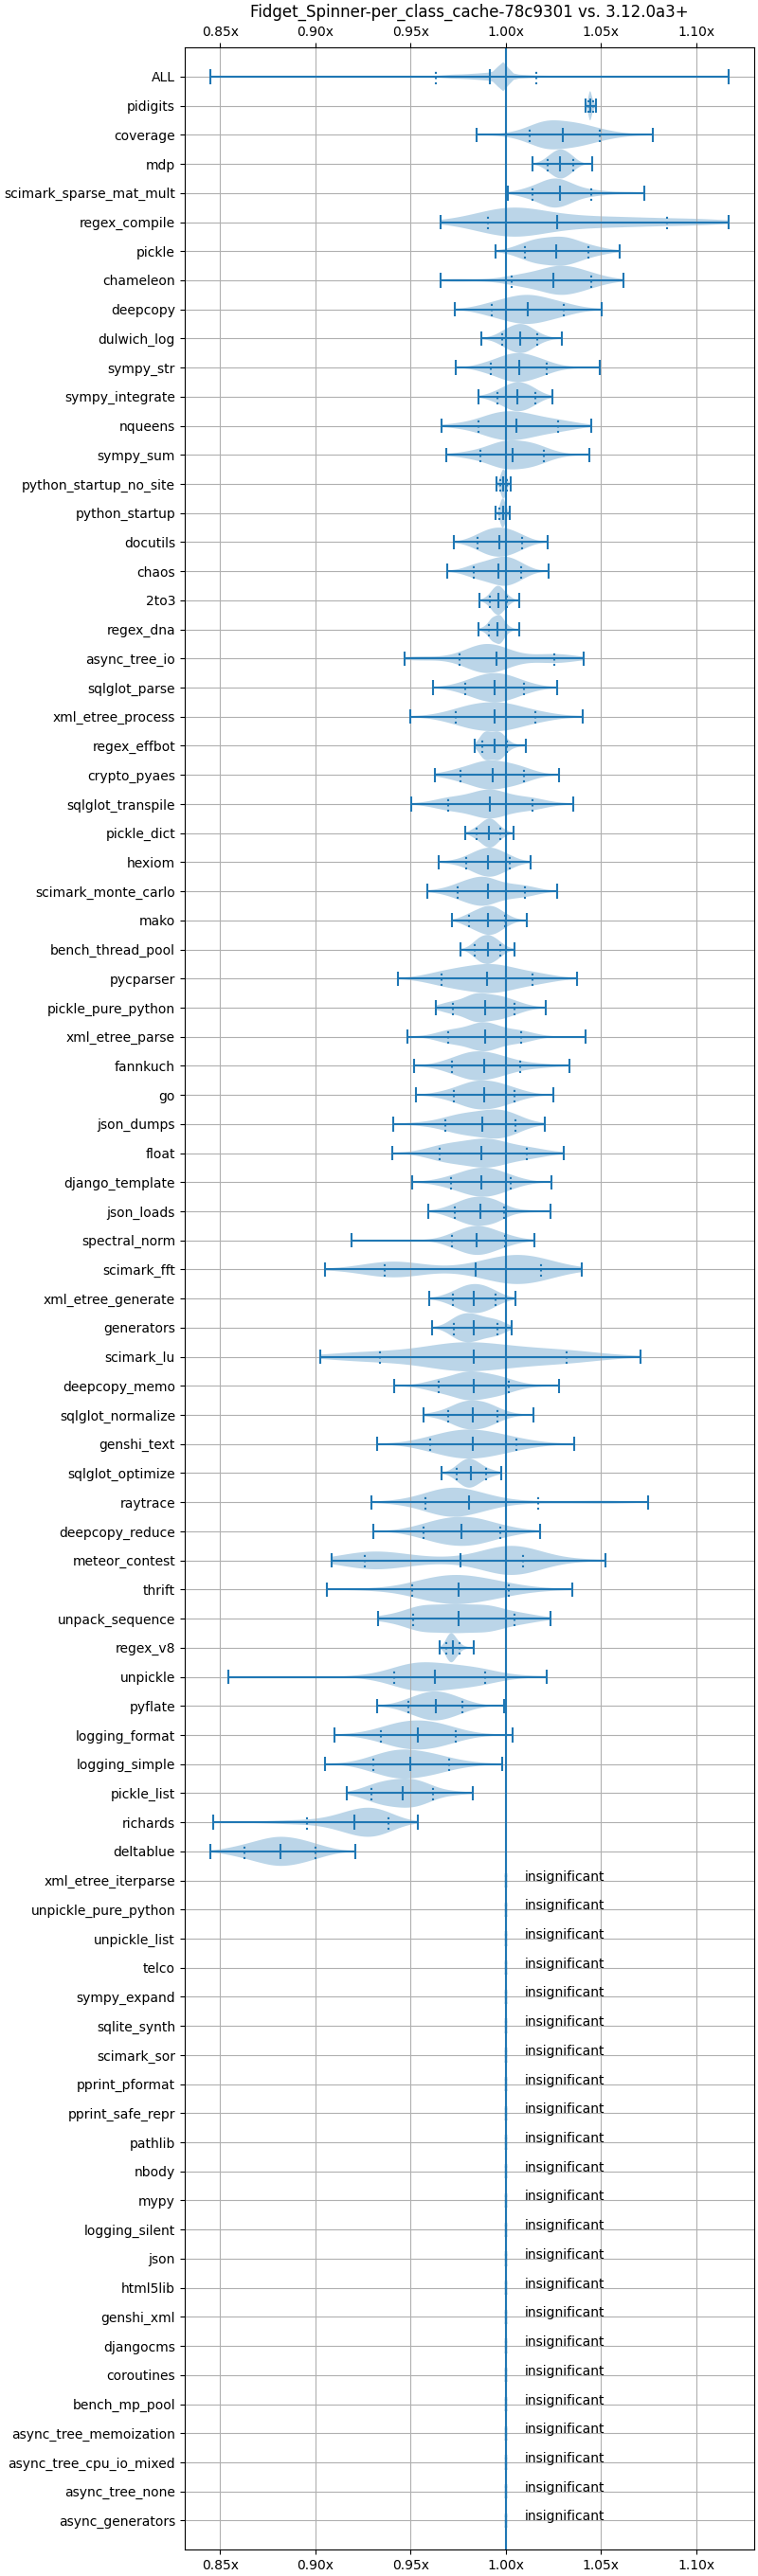 Fidget_Spinner-per_class_cache-78c9301 vs. 3.12.0a3+
0.85x 0.90x 0.95x 1.00x 1.05x 1.10x
ALL
pidigits
coverage
mdp
scimark_sparse_mat_mult
regex_compile
pickle
chameleon
deepcopy
dulwich_log
sympy_str
sympy_integrate
nqueens
sympy_sum
python_startup_no_site
python_startup
docutils
chaos
2to3
regex_dna
async_tree_io
sqlglot_parse
xml_etree_process
regex_effbot
crypto_pyaes
sqlglot_transpile
pickle_dict
hexiom
scimark_monte_carlo
mako
bench_thread_pool
pycparser
pickle_pure_python
xml_etree_parse
fannkuch
go
json_dumps
float
django_template
json_loads
spectral_norm
scimark_fft
xml_etree_generate
generators
scimark_lu
deepcopy_memo
sqlglot_normalize
genshi_text
sqlglot_optimize
raytrace
deepcopy_reduce
meteor_contest
thrift
unpack_sequence
regex_v8
unpickle
pyflate
logging_format
logging_simple
pickle_list
richards
deltablue
xml_etree_iterparse insignificant
unpickle_pure_python insignificant
unpickle_list insignificant
telco insignificant
sympy_expand insignificant
sqlite_synth insignificant
scimark_sor insignificant
pprint_pformat insignificant
pprint_safe_repr insignificant
pathlib insignificant
nbody insignificant
mypy insignificant
logging_silent insignificant
json insignificant
html5lib insignificant
genshi_xml insignificant
djangocms insignificant
coroutines insignificant
bench_mp_pool insignificant
async_tree_memoization insignificant
async_tree_cpu_io_mixed insignificant
async_tree_none insignificant
async_generators insignificant
0.85x 0.90x 0.95x 1.00x 1.05x 1.10x